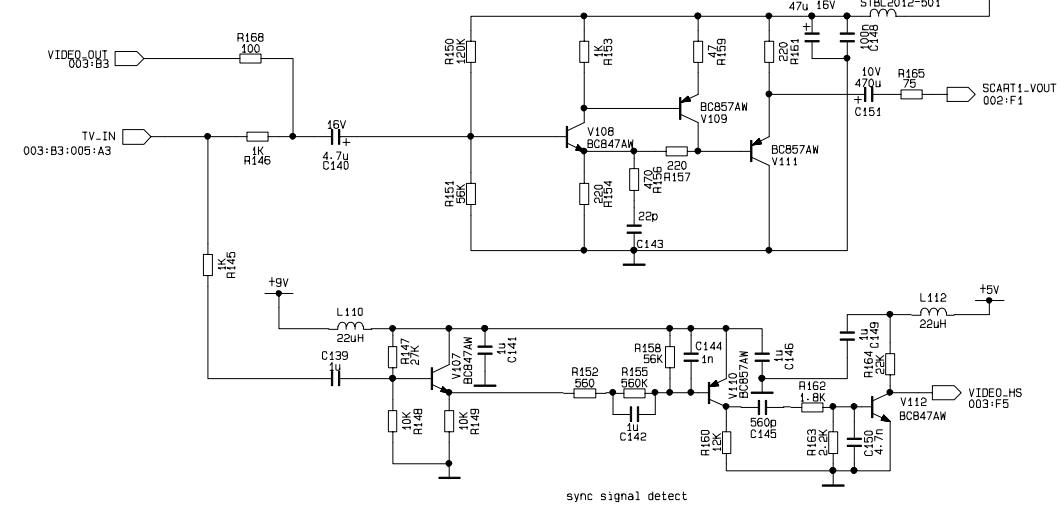 47u 16V
STBL2012-501
R168
100
VIDEO_OUT
003:B3
R150
120K
1K
R153
47
R159
220
R161
100n
C148
TV_IN
003:B3:005:A3
1K
R146
16V
4.7u
C140
V108
BC847AW
BC857AW
V109
10V
470u
C151
R165
75
SCART1_VOUT
002:F1
220
R157
BC857AW
V111
R151
56K
220
R154
470
R156
22p
C143
1K
R145
+9V
L110
22uH
R147
27K
C139
1u
V107
BC847AW
1u
C141
10K
R148
10K
R149
R152
560
R155
560K
1u
C142
R158
56K
C144
1n
V110
BC857AW
1u
C146
560p
C145
R160
12K
R162
1.8K
R163
2.2K
C150
4.7n
1u
C149
R164
22K
L112
22uH
+5V
V112
BC847AW
VIDEO_HS
003:F5
sync signal detect